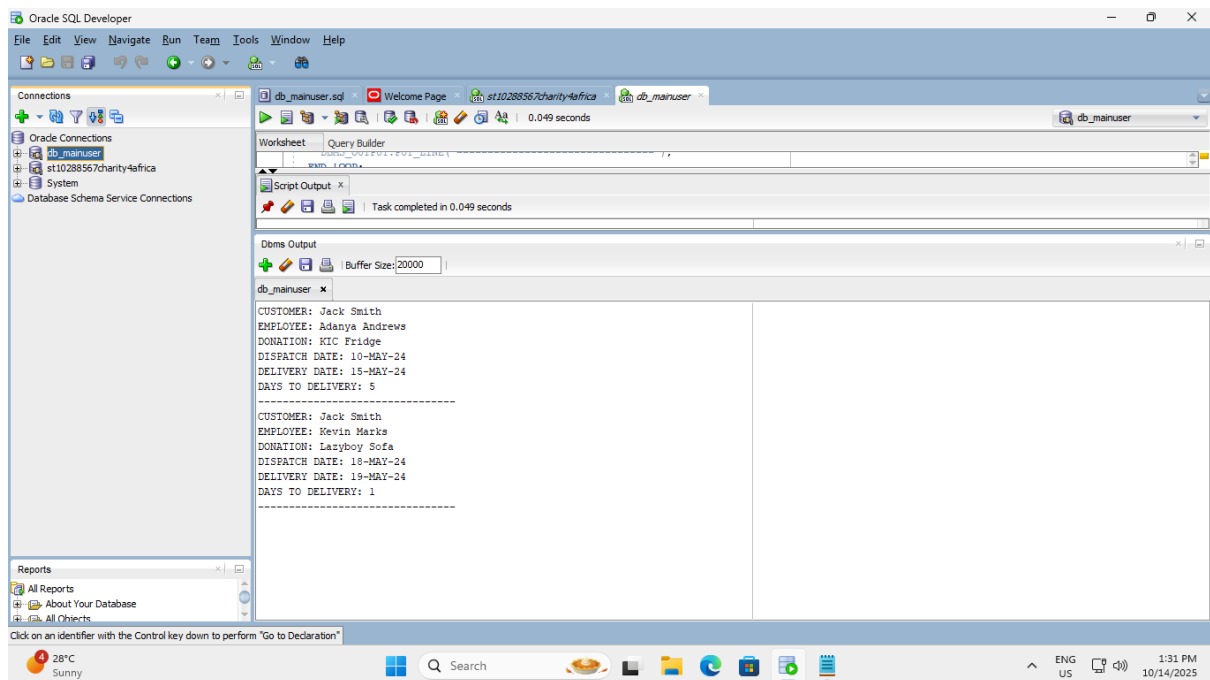 Oracle SQL Developer
File Edit View Navigate Run Team Tools Window Help
Connections
db_mainuser.sql
Welcome Page
st10288567charity4africa
db_mainuser
0.049 seconds
db_mainuser
Oracle Connections
db_mainuser
st10288567charity4africa
System
Database Schema Service Connections
Worksheet Query Builder
Script Output
Task completed in 0.049 seconds
Dbms Output
Buffer Size: 20000
db_mainuser
CUSTOMER: Jack Smith
EMPLOYEE: Adanya Andrews
DONATION: KIC Fridge
DISPATCH DATE: 10-MAY-24
DELIVERY DATE: 15-MAY-24
DAYS TO DELIVERY: 5
--------------------------------
CUSTOMER: Jack Smith
EMPLOYEE: Kevin Marks
DONATION: Lazyboy Sofa
DISPATCH DATE: 18-MAY-24
DELIVERY DATE: 19-MAY-24
DAYS TO DELIVERY: 1
--------------------------------
Reports
All Reports
About Your Database
All Objects
Click on an identifier with the Control key down to perform "Go to Declaration"
4
28°C
Sunny
Search
ENG
US
1:31 PM
10/14/2025